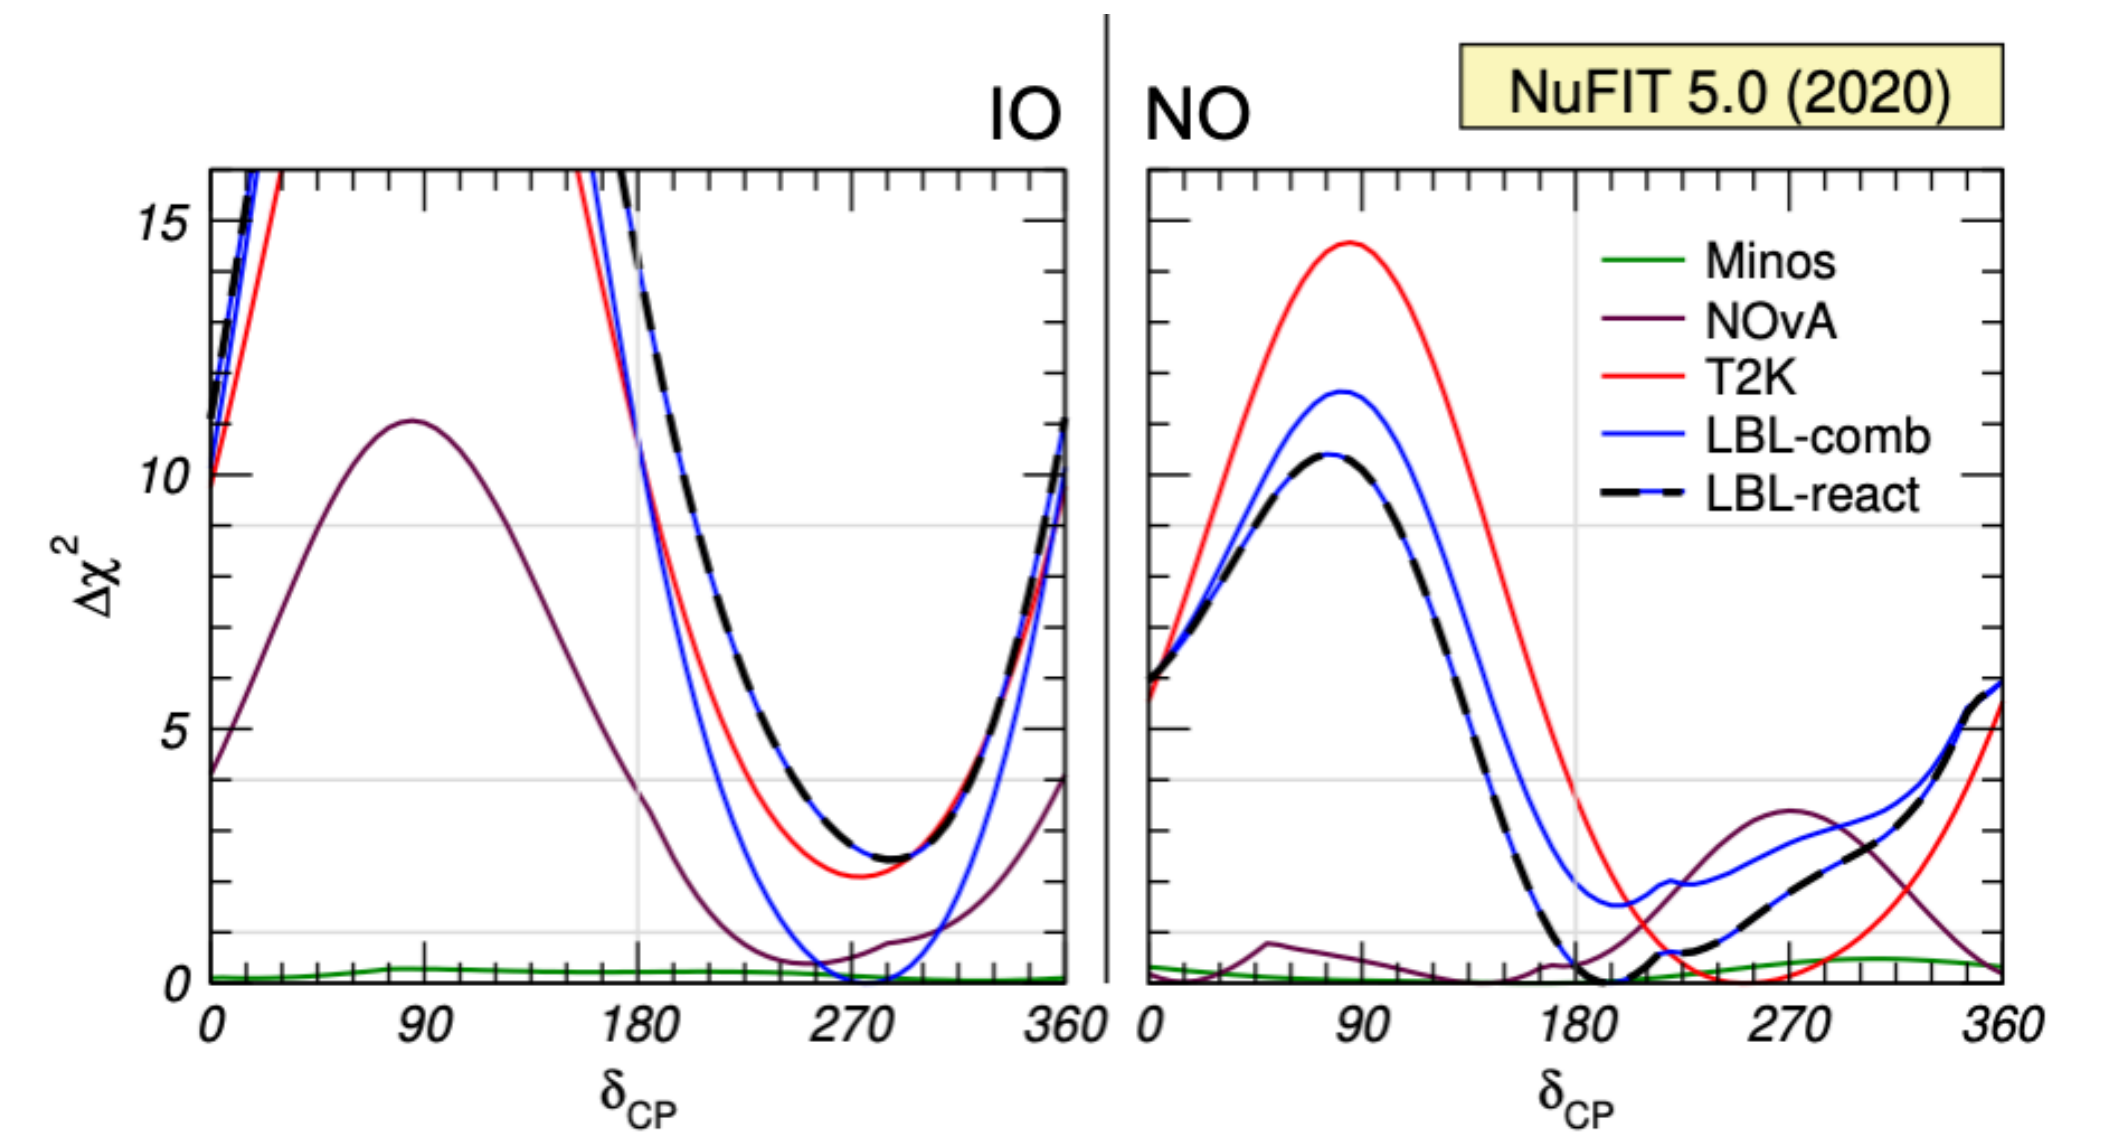 IO
NO
NuFIT 5.0 (2020)
15
10
5
0
Δχ²
Minos
NOvA
T2K
LBL-comb
LBL-react
0 90 180 270 360
0 90 180 270 360
δCP
δCP